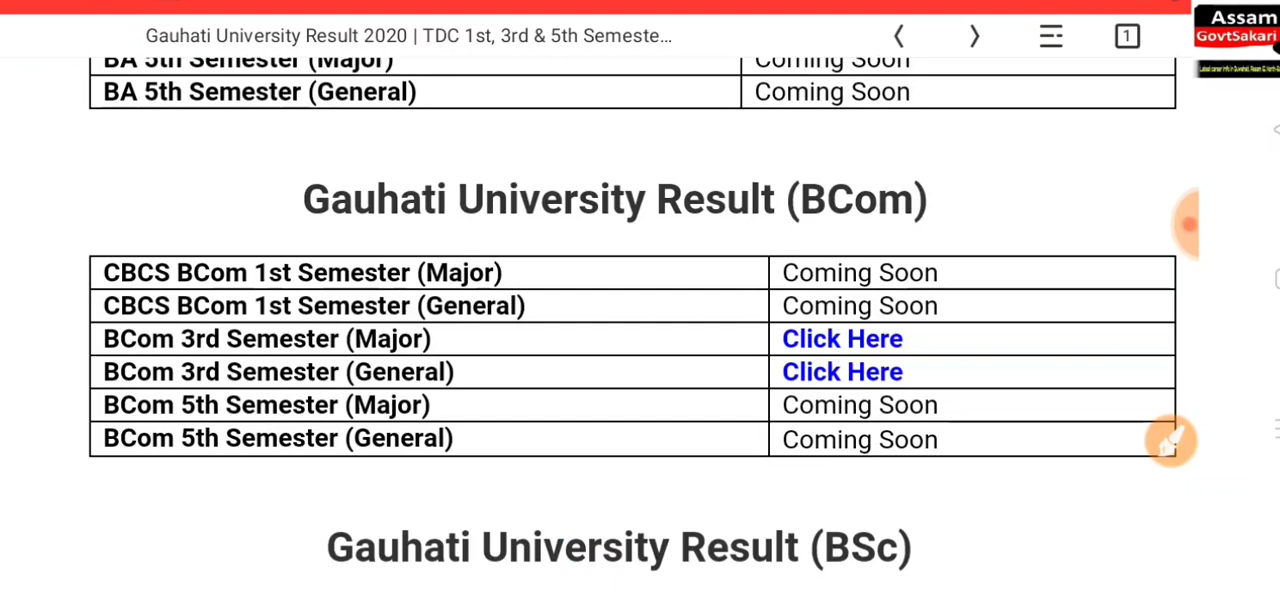 Gauhati University Result 2020 | TDC 1st, 3rd & 5th Semeste...
1
Assam
GovtSakari
BA 5th Semester (Major) Coming Soon
BA 5th Semester (General) Coming Soon
Gauhati University Result (BCom)
CBCS BCom 1st Semester (Major) Coming Soon
CBCS BCom 1st Semester (General) Coming Soon
BCom 3rd Semester (Major) Click Here
BCom 3rd Semester (General) Click Here
BCom 5th Semester (Major) Coming Soon
BCom 5th Semester (General) Coming Soon
Gauhati University Result (BSc)